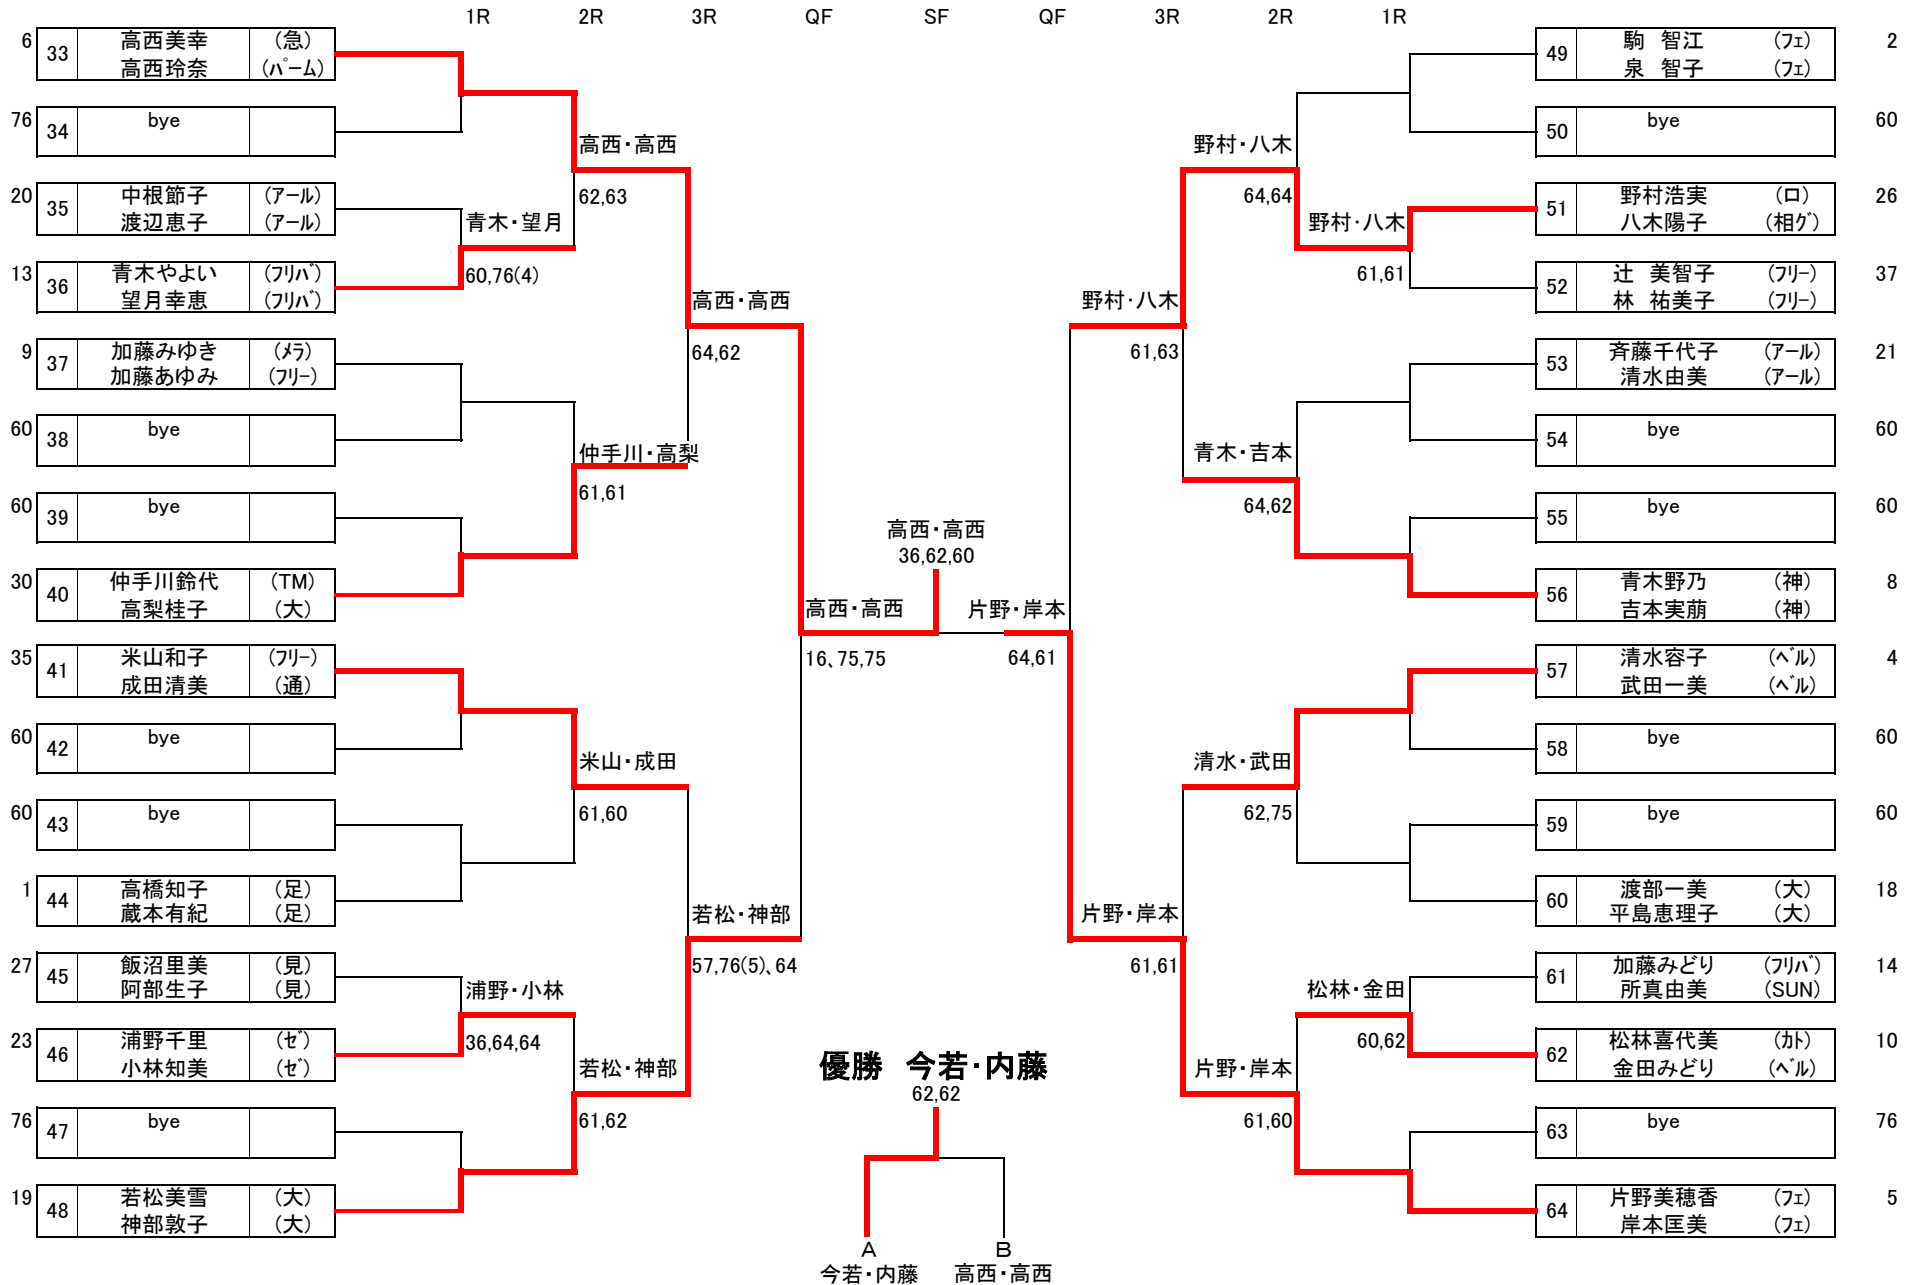 1R 2R 3R QF SF QF 3R 2R 1R
6 33 高西美幸 (急)
高西玲奈 (パーム)
76 34 bye
高西・高西
62,63
20 35 中根節子 (アール)
渡辺恵子 (アール)
青木・望月
60,76(4)
13 36 青木やよい (フリバ)
望月幸恵 (フリバ)
高西・高西
64,62
9 37 加藤みゆき (メラ)
加藤あゆみ (フリー)
60 38 bye
仲手川・高梨
61,61
60 39 bye
30 40 仲手川鈴代 (TM)
高梨桂子 (大)
高西・高西
16、75,75
35 41 米山和子 (フリー)
成田清美 (通)
60 42 bye
米山・成田
61,60
60 43 bye
1 44 高橋知子 (足)
蔵本有紀 (足)
若松・神部
57,76(5)、64
27 45 飯沼里美 (見)
阿部生子 (見)
浦野・小林
36,64,64
23 46 浦野千里 (ゼ)
小林知美 (ゼ)
若松・神部
61,62
76 47 bye
19 48 若松美雪 (大)
神部敦子 (大)
高西・高西
36,62,60
49 駒 智江 (フェ) 2
泉 智子 (フェ)
50 bye 60
野村・八木
64,64
51 野村浩実 (ロ) 26
八木陽子 (相グ)
野村・八木
61,61
52 辻 美智子 (フリー) 37
林 祐美子 (フリー)
野村・八木
61,63
53 斉藤千代子 (アール) 21
清水由美 (アール)
54 bye 60
青木・吉本
64,62
55 bye 60
56 青木野乃 (神) 8
吉本実萠 (神)
片野・岸本
64,61
57 清水容子 (ベル) 4
武田一美 (ベル)
58 bye 60
清水・武田
62,75
59 bye 60
60 渡部一美 (大) 18
平島恵理子 (大)
片野・岸本
61,61
61 加藤みどり (フリバ) 14
所真由美 (SUN)
松林・金田
60,62
62 松林喜代美 (カト) 10
金田みどり (ベル)
片野・岸本
61,60
63 bye 76
64 片野美穂香 (フェ) 5
岸本匡美 (フェ)
優勝 今若・内藤
62,62
A B
今若・内藤 高西・高西